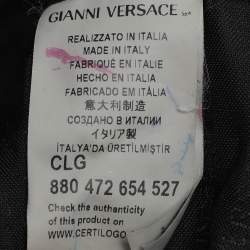 GIANNI VERSACE S.P.A.
REALIZZATO IN ITALIA
MADE IN ITALY
FABRIQUÉ EN ITALIE
HECHO EN ITALIA
FABRICADO EM ITÁLIA
意大利制造
СОЗДАНО В ИТАЛИИ
イタリア製
İTALYA'DA ÜRETİLMİŞTİR
CLG
880 472 654 527
Check the authenticity
of this product on
WWW.CERTILOGO